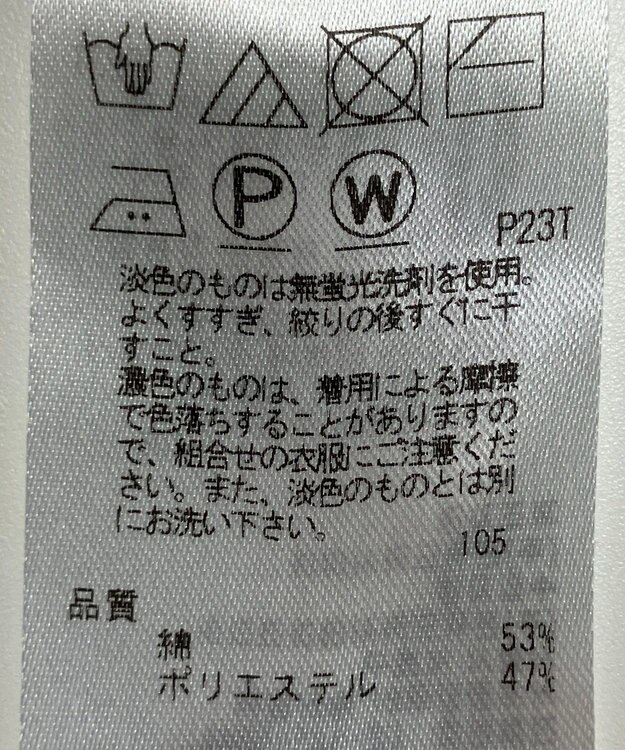 P W
P23T
淡色のものは無蛍光洗剤を使用。
よくすすぎ、絞りの後すぐに干
すこと。
濃色のものは、着用による摩擦
で色落ちすることがありますの
で、組合せの衣服にご注意くだ
さい。また、淡色のものとは別
にお洗い下さい。
105
品質
綿 53%
ポリエステル 47%